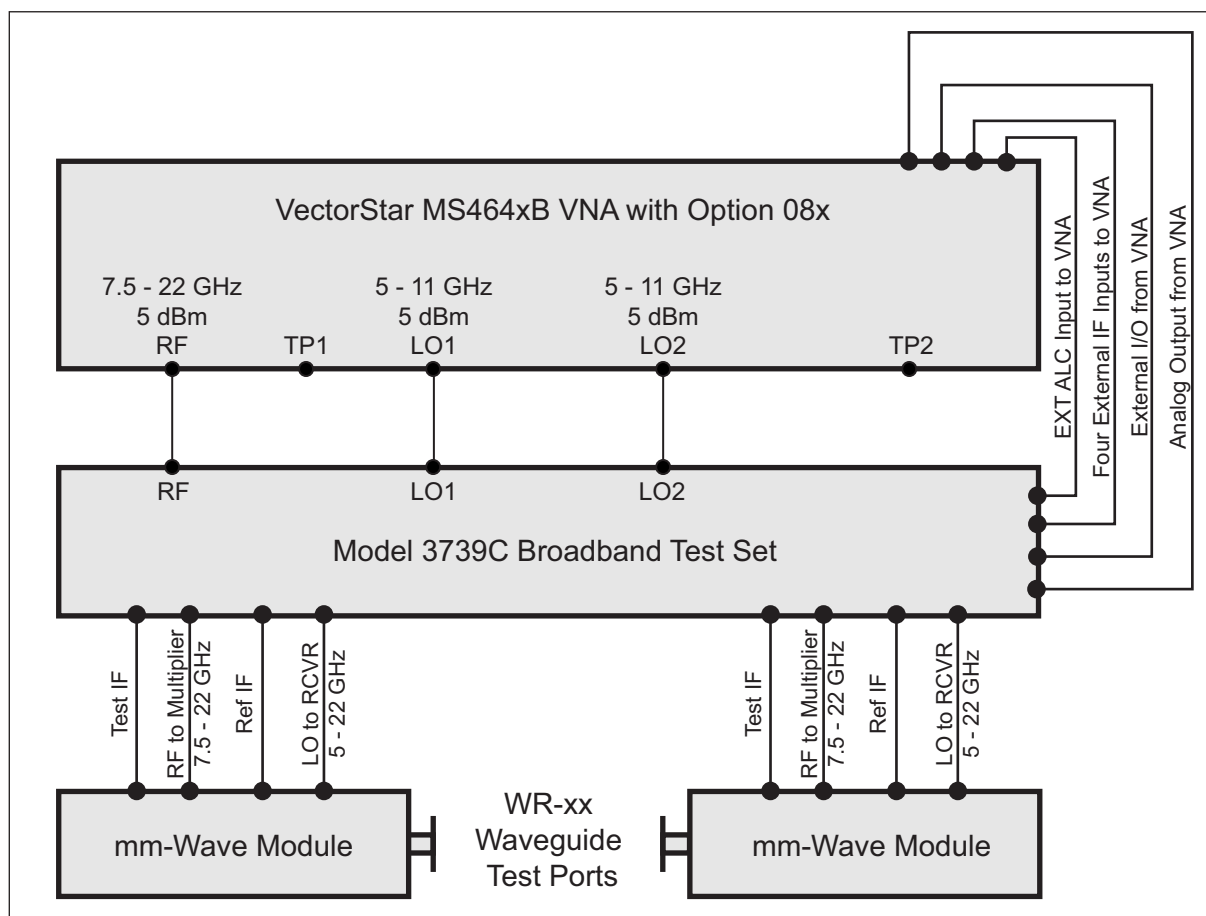 VectorStar MS464xB VNA with Option 08x
7.5 - 22 GHz
5 dBm
RF
TP1
5 - 11 GHz
5 dBm
LO1
5 - 11 GHz
5 dBm
LO2
TP2
EXT ALC Input to VNA
Four External IF Inputs to VNA
External I/O from VNA
Analog Output from VNA
RF
LO1
LO2
Model 3739C Broadband Test Set
Test IF
RF to Multiplier
7.5 - 22 GHz
Ref IF
LO to RCVR
5 - 22 GHz
Test IF
RF to Multiplier
7.5 - 22 GHz
Ref IF
LO to RCVR
5 - 22 GHz
mm-Wave Module
WR-xx
Waveguide
Test Ports
mm-Wave Module